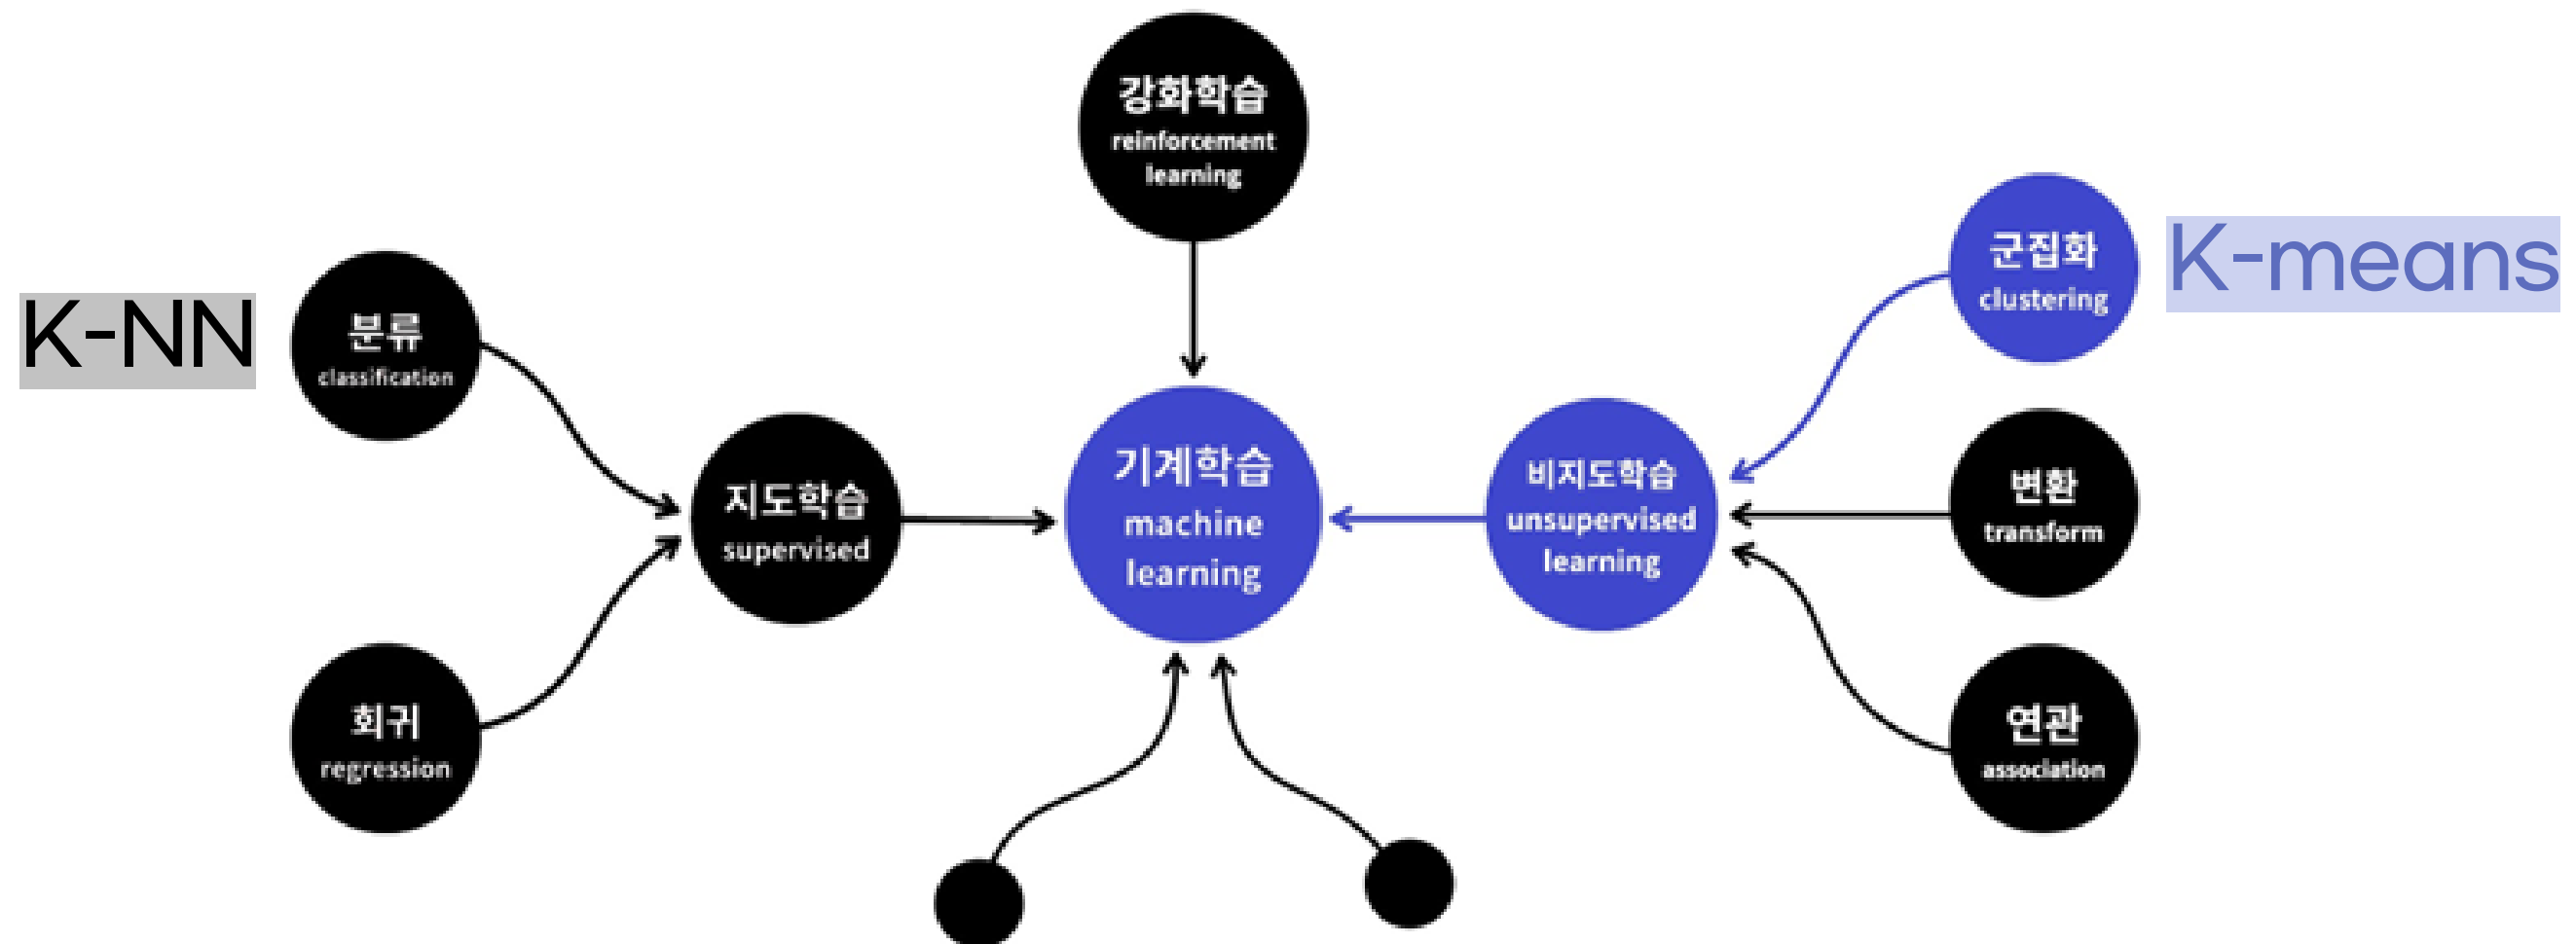 강화학습
reinforcement
learning
K-NN
분류
classification
회귀
regression
지도학습
supervised
기계학습
machine
learning
비지도학습
unsupervised
learning
군집화
clustering
K-means
변환
transform
연관
association